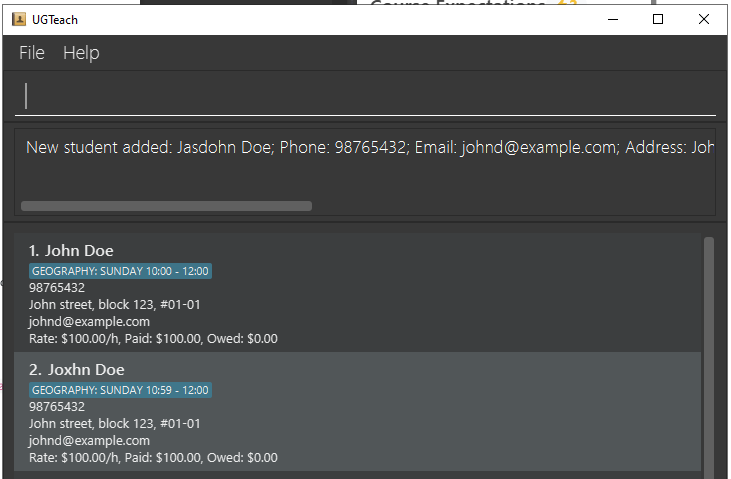 Course Expectations
UGTeach
File Help
New student added: Jasdohn Doe; Phone: 98765432; Email: johnd@example.com; Address: Joh
1. John Doe
GEOGRAPHY: SUNDAY 10:00 - 12:00
98765432
John street, block 123, #01-01
johnd@example.com
Rate: $100.00/h, Paid: $100.00, Owed: $0.00
2. Joxhn Doe
GEOGRAPHY: SUNDAY 10:59 - 12:00
98765432
John street, block 123, #01-01
johnd@example.com
Rate: $100.00/h, Paid: $100.00, Owed: $0.00